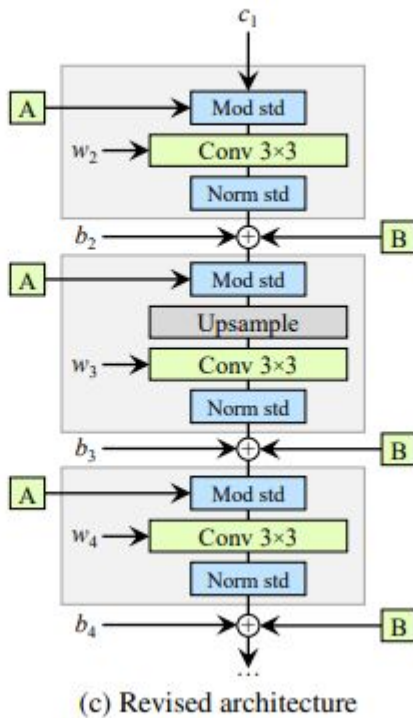 c₁
A Mod std
w₂ Conv 3×3
Norm std
b₂ + B
A Mod std
Upsample
w₃ Conv 3×3
Norm std
b₃ + B
A Mod std
w₄ Conv 3×3
Norm std
b₄ + B
...
(c) Revised architecture